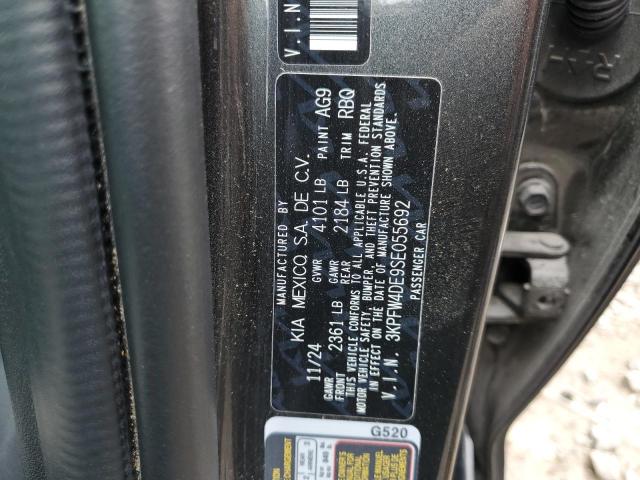 V.I.N
MANUFACTURED BY
KIA MEXICO, S.A. DE C.V.
11/24 GVWR 4101 LB PAINT AG9
GAWR FRONT 2361 LB GAWR REAR 2184 LB TRIM RBQ
THIS VEHICLE CONFORMS TO ALL APPLICABLE U.S.A. FEDERAL
MOTOR VEHICLE SAFETY, BUMPER, AND THEFT PREVENTION STANDARDS
IN EFFECT ON THE DATE OF MANUFACTURE SHOWN ABOVE.
V.I.N. 3KPFW4DE9SE055692
PASSENGER CAR
G520